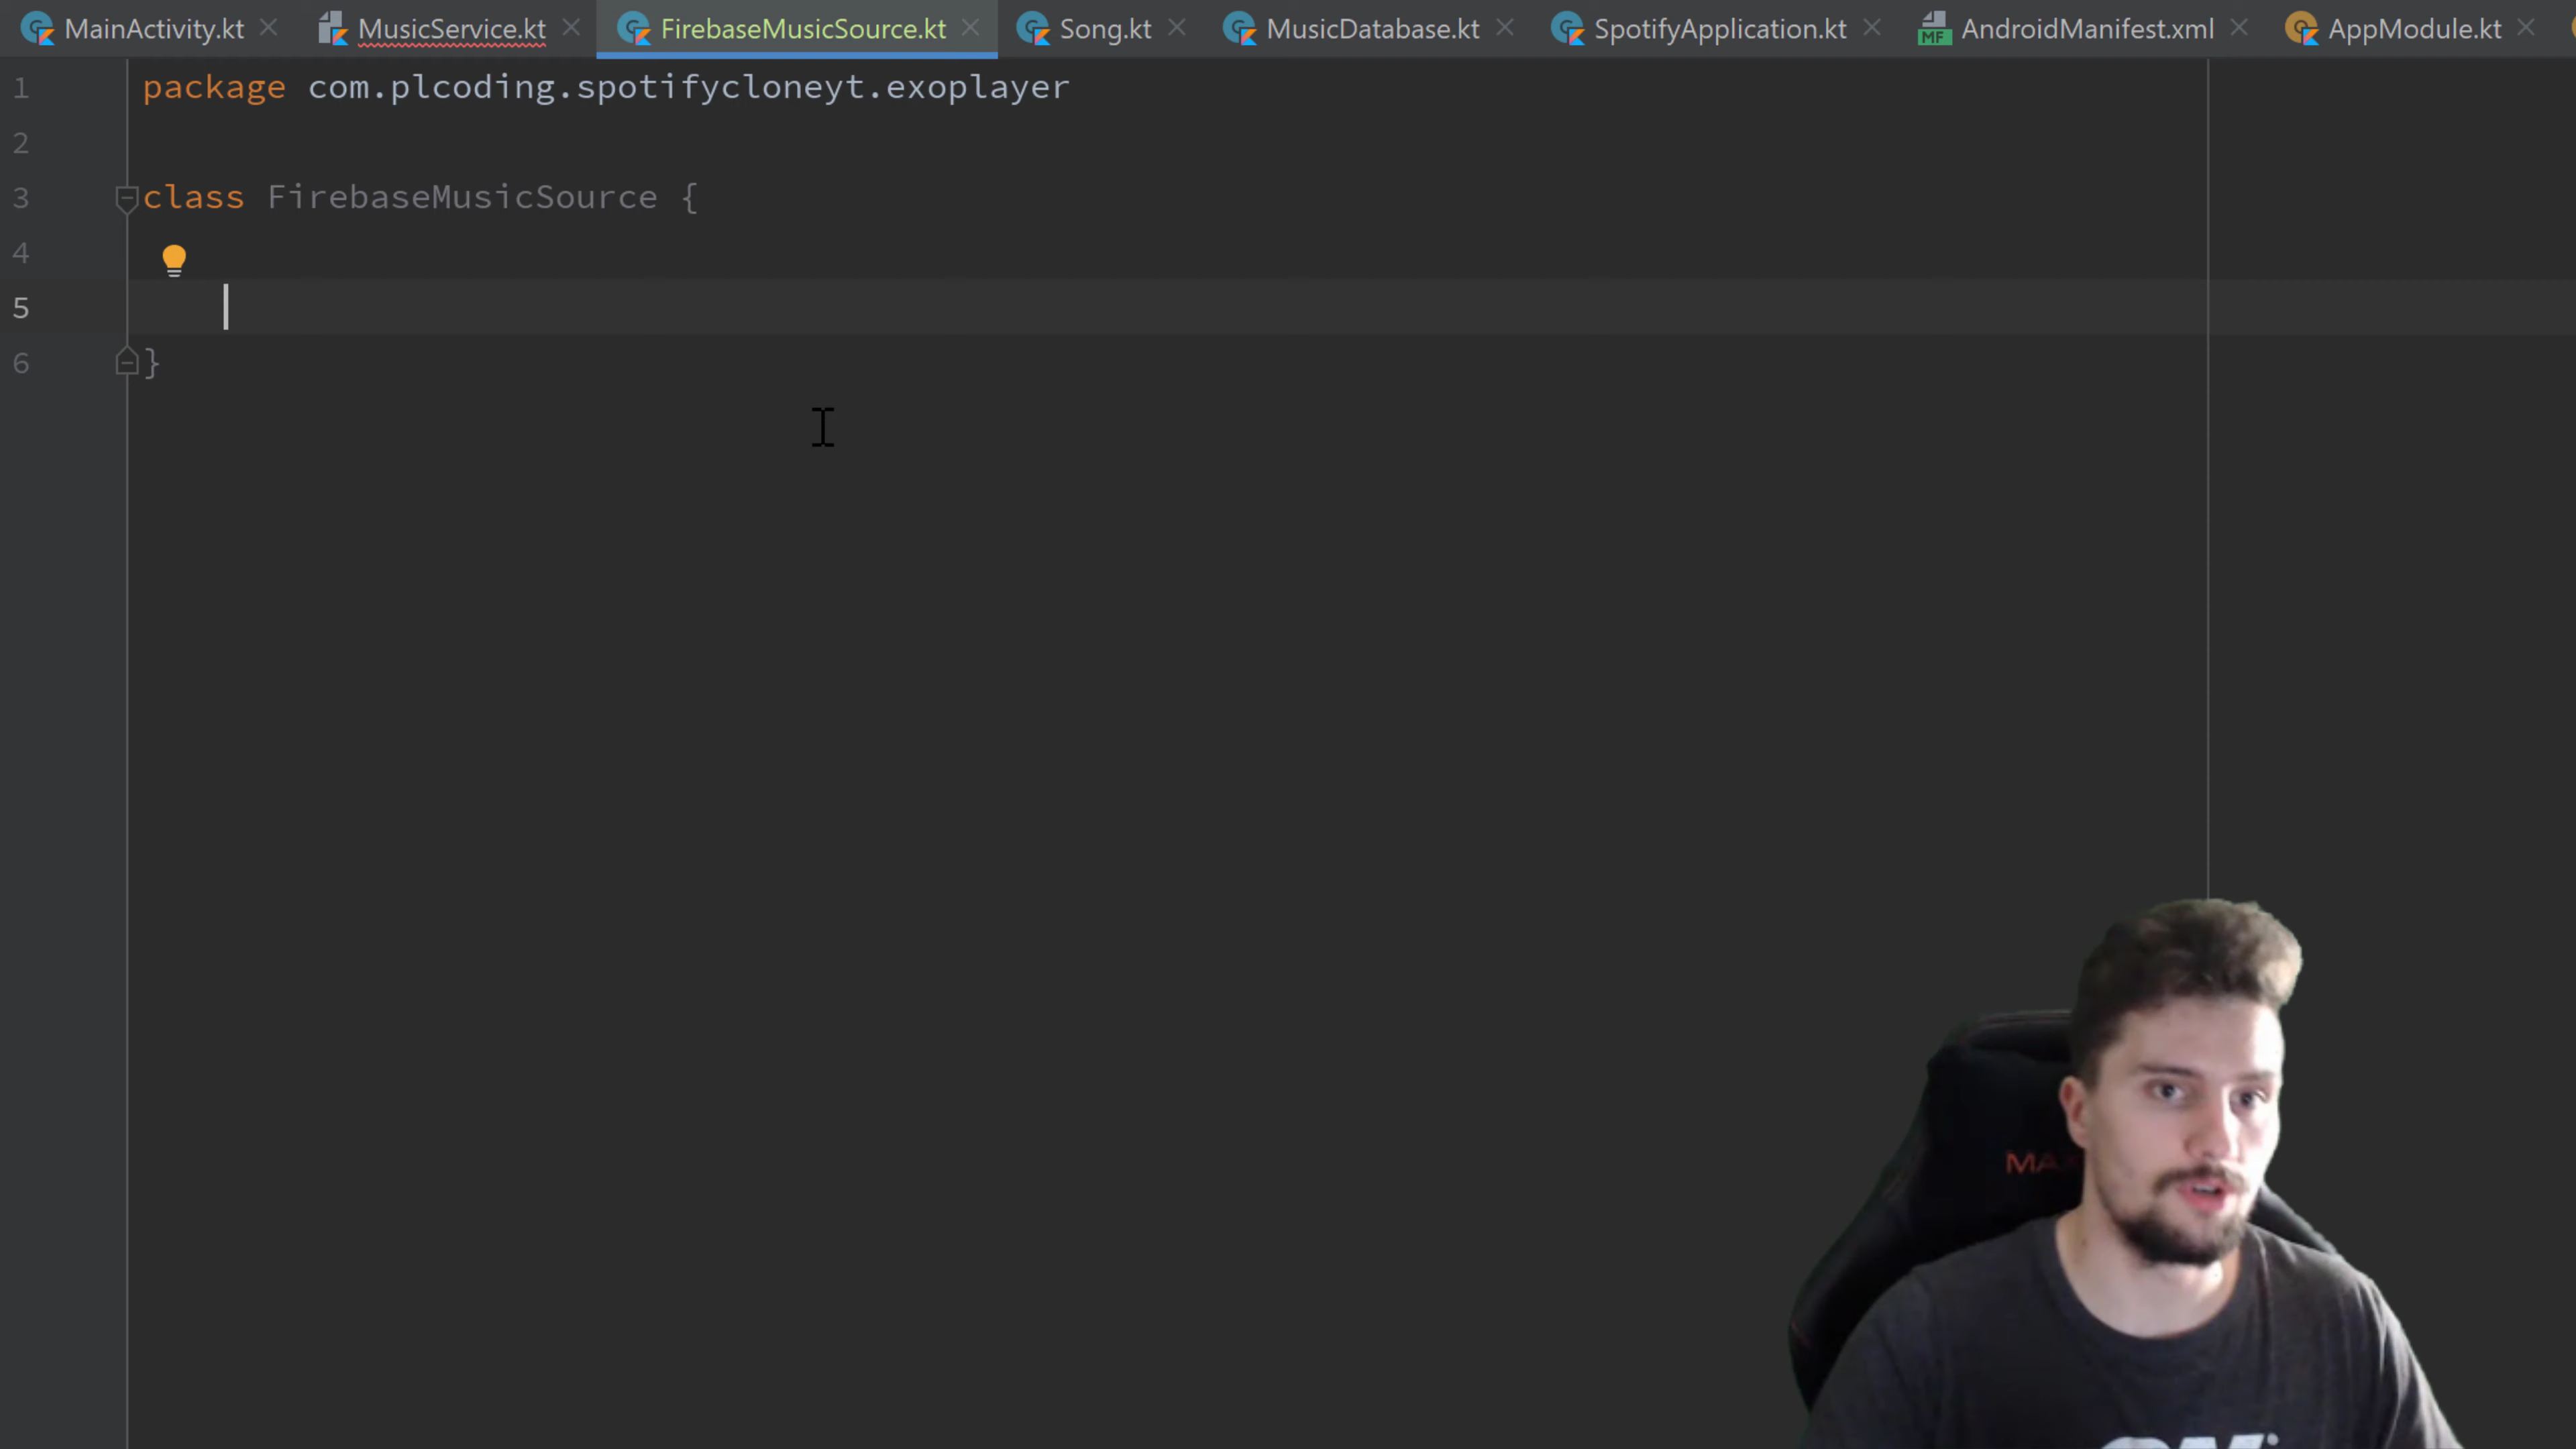 MainActivity.kt MusicService.kt FirebaseMusicSource.kt Song.kt MusicDatabase.kt SpotifyApplication.kt MF AndroidManifest.xml AppModule.kt
1 package com.plcoding.spotifycloneyt.exoplayer
2
3 class FirebaseMusicSource {
4
5
6 }